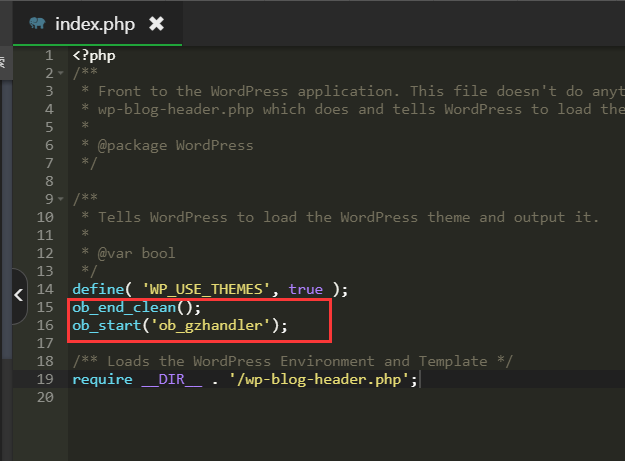 index.php ✖
1 <?php
2 /**
3 * Front to the WordPress application. This file doesn't do anyt
4 * wp-blog-header.php which does and tells WordPress to load the
5 *
6 * @package WordPress
7 */
8
9 /**
10 * Tells WordPress to load the WordPress theme and output it.
11 *
12 * @var bool
13 */
14 define( 'WP_USE_THEMES', true );
15 ob_end_clean();
16 ob_start('ob_gzhandler');
17
18 /** Loads the WordPress Environment and Template */
19 require __DIR__ . '/wp-blog-header.php';
20